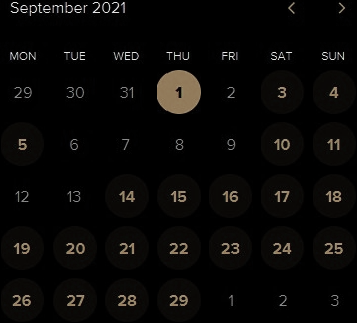 September 2021
MON TUE WED THU FRI SAT SUN
29 30 31 1 2 3 4
5 6 7 8 9 10 11
12 13 14 15 16 17 18
19 20 21 22 23 24 25
26 27 28 29 1 2 3